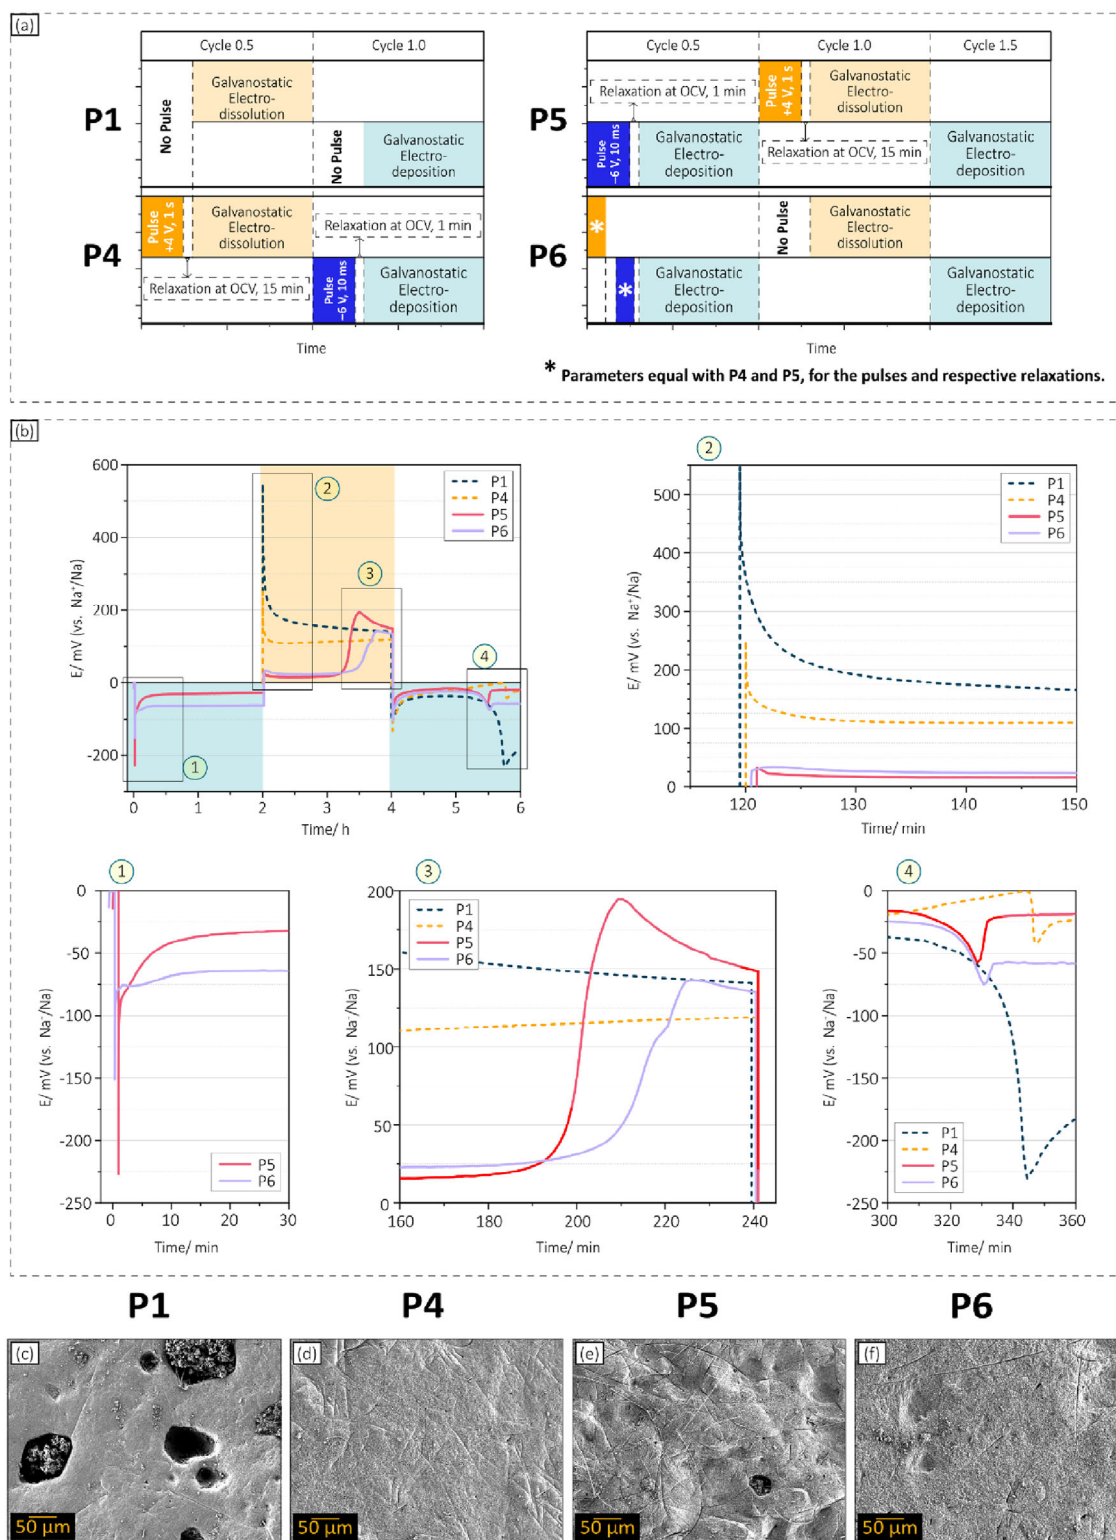 (a)
Cycle 0.5
Cycle 1.0
P1
No Pulse
Galvanostatic
Electro-
dissolution
No Pulse
Galvanostatic
Electro-
deposition
P4
Pulse
+4 V, 1 s
Galvanostatic
Electro-
dissolution
Relaxation at OCV, 1 min
Relaxation at OCV, 15 min
Pulse
−6 V, 10 ms
Galvanostatic
Electro-
deposition
Time
Cycle 0.5
Cycle 1.0
Cycle 1.5
P5
Relaxation at OCV, 1 min
Pulse
+4 V, 1 s
Galvanostatic
Electro-
dissolution
Pulse
−6 V, 10 ms
Galvanostatic
Electro-
deposition
Relaxation at OCV, 15 min
Galvanostatic
Electro-
deposition
P6
*
No Pulse
Galvanostatic
Electro-
dissolution
*
Galvanostatic
Electro-
deposition
Galvanostatic
Electro-
deposition
Time
* Parameters equal with P4 and P5, for the pulses and respective relaxations.
(b)
600
400
200
0
-200
E/ mV (vs. Na⁺/Na)
P1
P4
P5
P6
1
2
3
4
0 1 2 3 4 5 6
Time/ h
2
500
450
400
350
300
250
200
150
100
50
0
E/ mV (vs. Na⁺/Na)
P1
P4
P5
P6
120 130 140 150
Time/ min
1
0
-50
-100
-150
-200
-250
E/ mV (vs. Na⁺/Na)
P5
P6
0 10 20 30
Time/ min
3
200
150
100
50
0
E/ mV (vs. Na⁺/Na)
P1
P4
P5
P6
160 180 200 220 240
Time/ min
4
0
-50
-100
-150
-200
-250
E/ mV (vs. Na⁺/Na)
P1
P4
P5
P6
300 320 340 360
Time/ min
P1 P4 P5 P6
(c) (d) (e) (f)
50 µm 50 µm 50 µm 50 µm